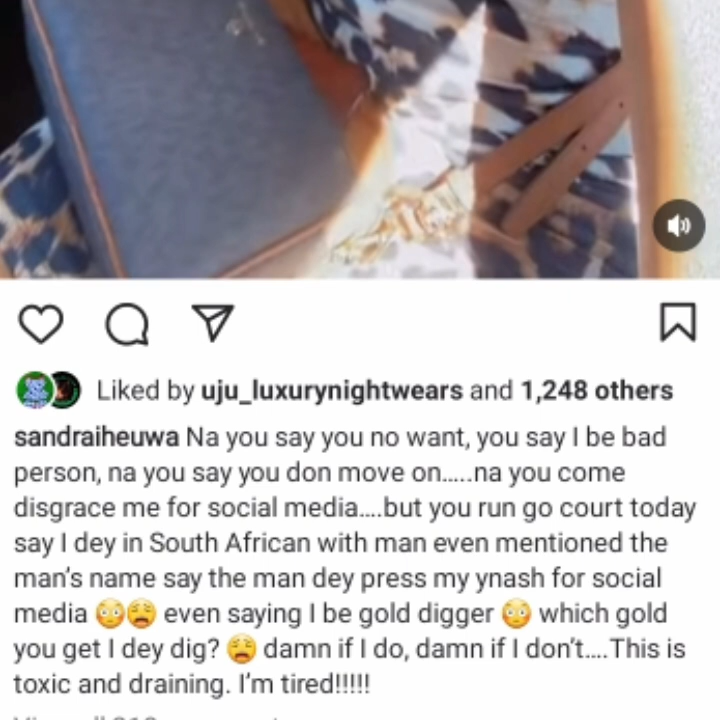 Liked by uju_luxurynightwears and 1,248 others
sandraiheuwa Na you say you no want, you say I be bad
person, na you say you don move on.....na you come
disgrace me for social media....but you run go court today
say I dey in South African with man even mentioned the
man's name say the man dey press my ynash for social
media 😳😩 even saying I be gold digger 😳 which gold
you get I dey dig? 😩 damn if I do, damn if I don't....This is
toxic and draining. I'm tired!!!!!